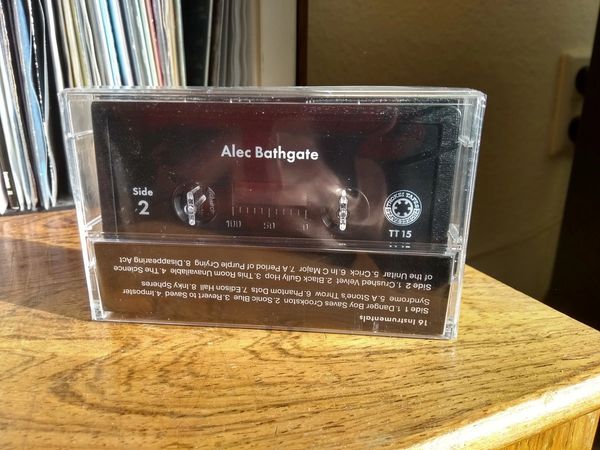 Alec Bathgate
Side
2
100 50 0
THOKEI TAPES
TT 15
16 Instrumentals
Side 1 1. Danger Boy Saves Crookston 2. Sonic Blue 3. Revert to Saved 4. Imposter
Syndrome 5. A Stone's Throw 6. Phantom Dots 7. Edison Hall 8. Inky Spheres
Side 2 1. Crushed Velvet 2. Black Gully Hop 3. This Room Unavailable 4. The Science
of the Unitar 5. 6. in Major 7. A Period of Purple Crying 8. Disappearing Act